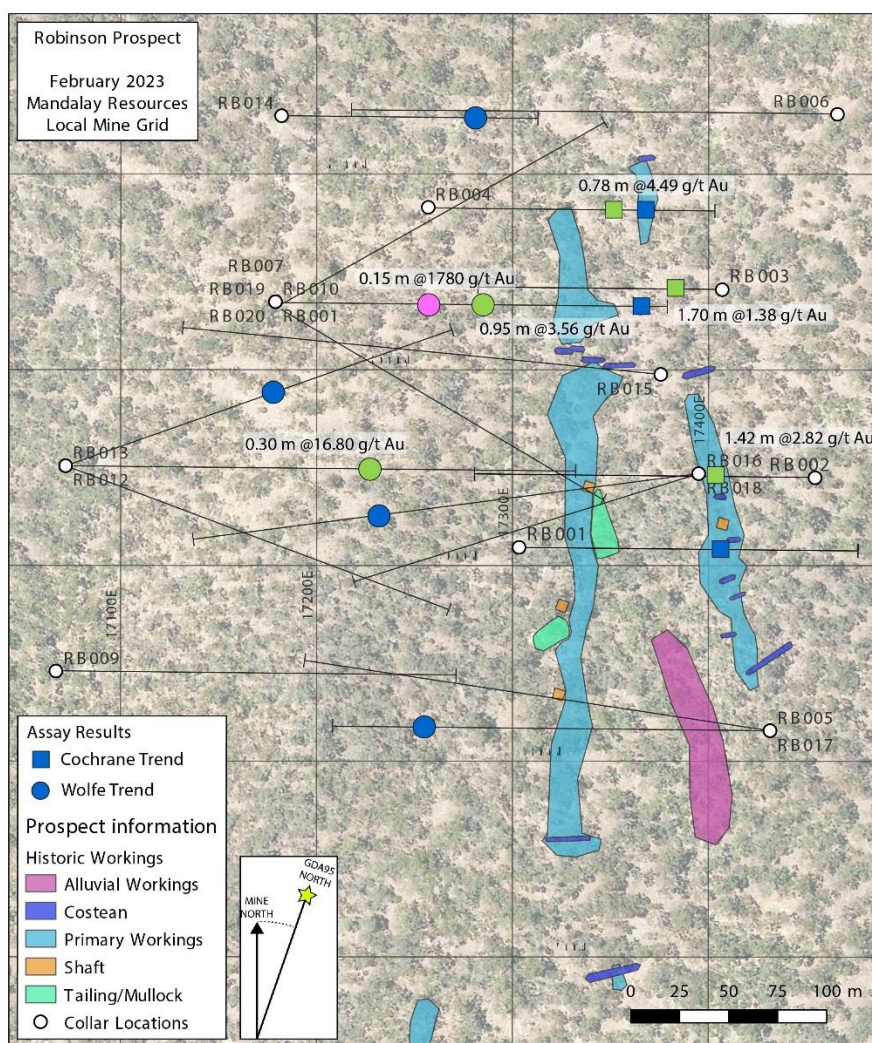 Robinson Prospect
February 2023
Mandalay Resources
Local Mine Grid
RB014
RB006
0.78 m @4.49 g/t Au
RB004
RB007
RB019
RB010
0.15 m @1780 g/t Au
RB003
RB020
RB001
0.95 m @3.56 g/t Au
1.70 m @1.38 g/t Au
RB015
17400E
1.42 m @2.82 g/t Au
0.30 m @16.80 g/t Au
RB013
RB012
RB016
RB002
RB018
17300E
RB001
17100E
17200E
RB009
RB005
RB017
Assay Results
Cochrane Trend
Wolfe Trend
Prospect information
Historic Workings
Alluvial Workings
Costean
Primary Workings
Shaft
Tailing/Mullock
Collar Locations
GDA95
NORTH
MINE
NORTH
0 25 50 75 100 m